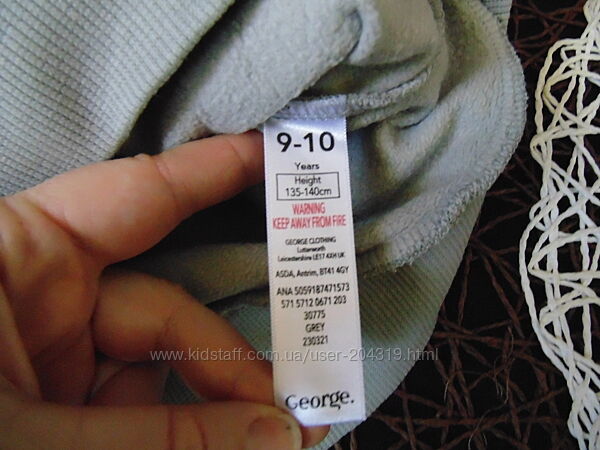 9-10
Years
Height
135-140cm
WARNING
KEEP AWAY FROM FIRE
GEORGE CLOTHING
Lutterworth
Leicestershire LE17 4XH UK
ASDA, Antrim, BT41 4GY
ANA 5059187471573
571 5712 0671 203
30775
GREY
230321
www.kidstaff.com.ua/user-204319.html
George.